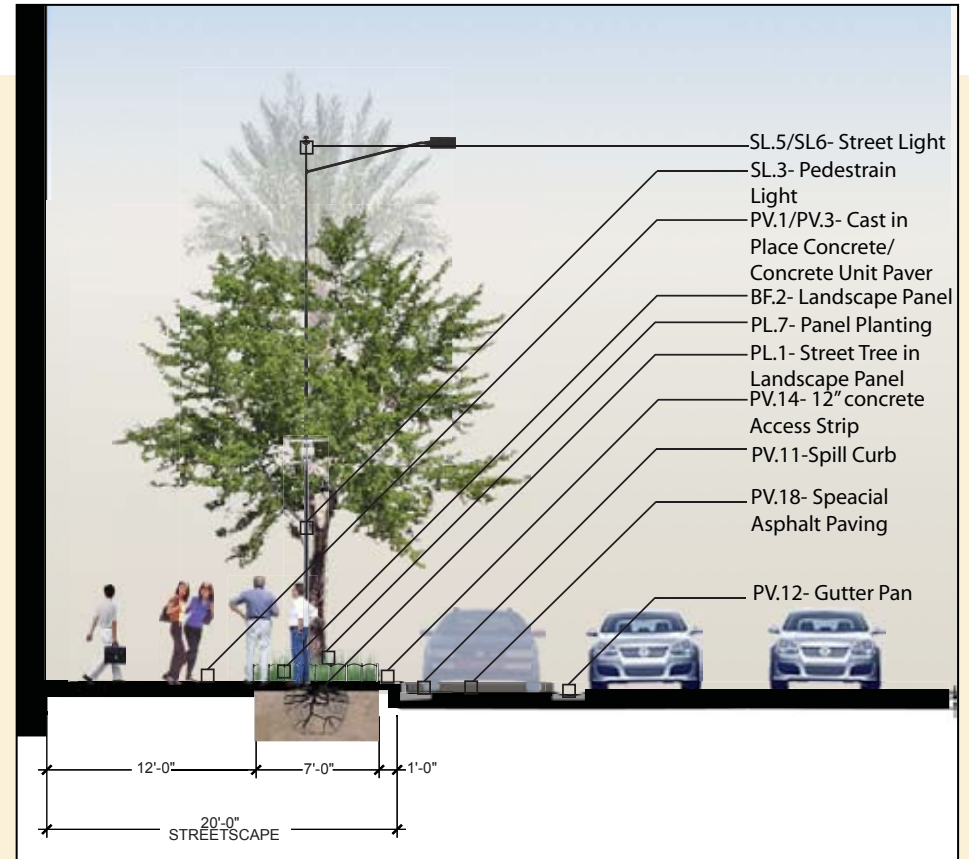 SL.5/SL6- Street Light
SL.3- Pedestrain
Light
PV.1/PV.3- Cast in
Place Concrete/
Concrete Unit Paver
BF.2- Landscape Panel
PL.7- Panel Planting
PL.1- Street Tree in
Landscape Panel
PV.14- 12” concrete
Access Strip
PV.11-Spill Curb
PV.18- Speacial
Asphalt Paving
PV.12- Gutter Pan
12'-0" 7'-0" 1'-0"
20'-0"
STREETSCAPE